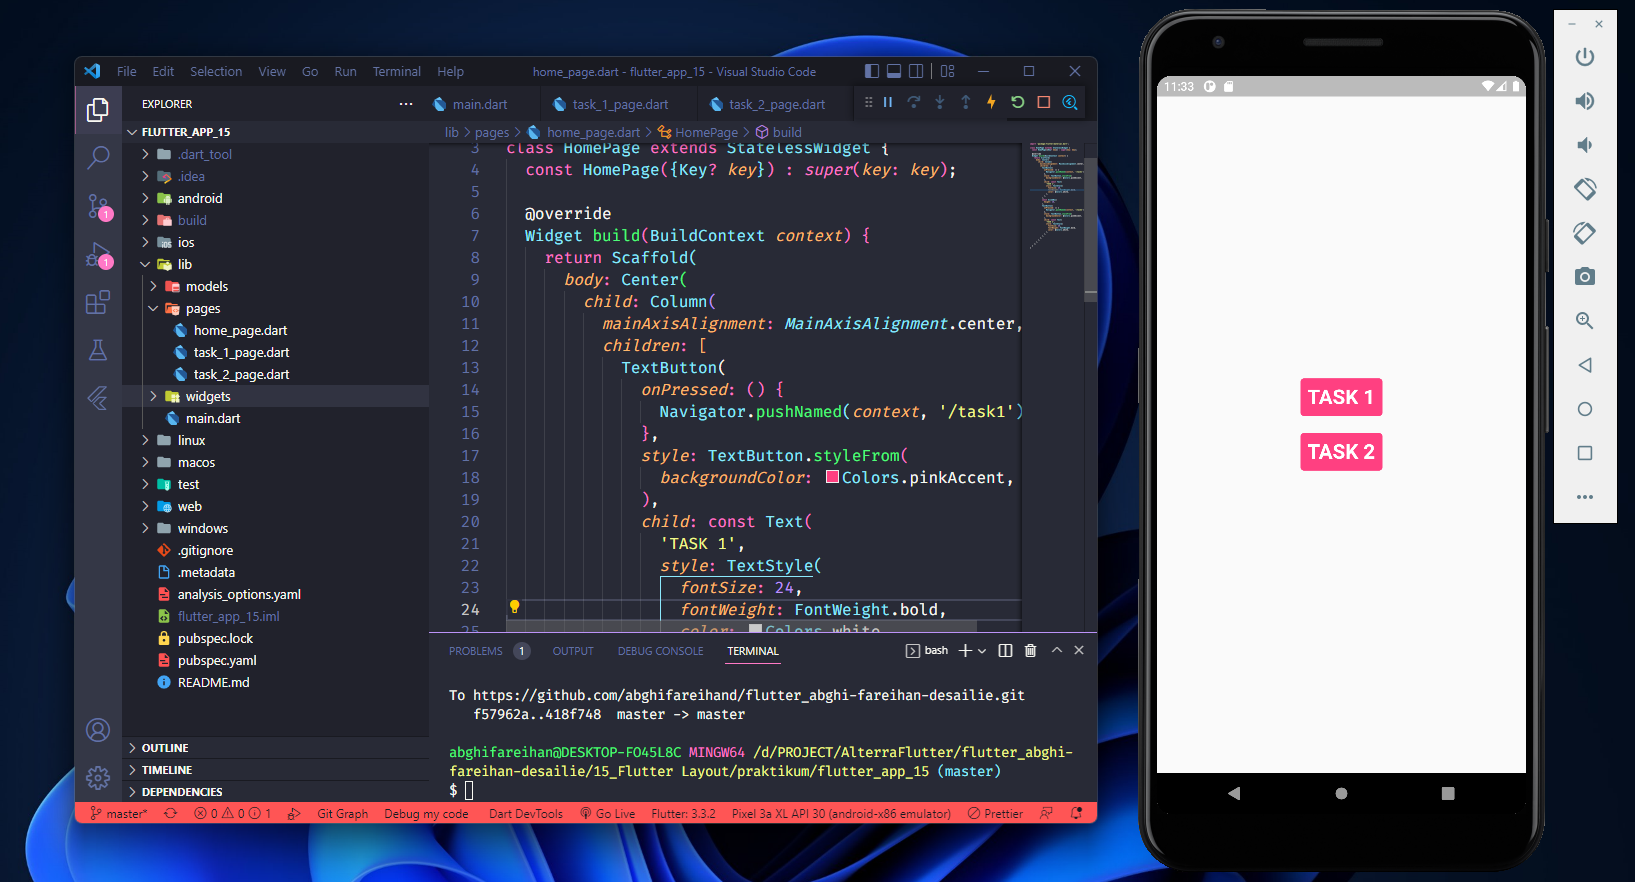 File Edit Selection View Go Run Terminal Help
home_page.dart - flutter_app_15 - Visual Studio Code
EXPLORER
FLUTTER_APP_15
.dart_tool
.idea
android
build
ios
lib
models
pages
home_page.dart
task_1_page.dart
task_2_page.dart
widgets
main.dart
linux
macos
test
web
windows
.gitignore
.metadata
analysis_options.yaml
flutter_app_15.iml
pubspec.lock
pubspec.yaml
README.md
OUTLINE
TIMELINE
DEPENDENCIES
1
1
main.dart task_1_page.dart task_2_page.dart
lib > pages > home_page.dart > HomePage > build
3 class HomePage extends StatelessWidget {
4 const HomePage({Key? key}) : super(key: key);
5
6 @override
7 Widget build(BuildContext context) {
8 return Scaffold(
9 body: Center(
10 child: Column(
11 mainAxisAlignment: MainAxisAlignment.center,
12 children: [
13 TextButton(
14 onPressed: () {
15 Navigator.pushNamed(context, '/task1')
16 },
17 style: TextButton.styleFrom(
18 backgroundColor: Colors.pinkAccent,
19 ),
20 child: const Text(
21 'TASK 1',
22 style: TextStyle(
23 fontSize: 24,
24 fontWeight: FontWeight.bold,
25 color: Colors.white
PROBLEMS 1 OUTPUT DEBUG CONSOLE TERMINAL bash
To https://github.com/abghifareihand/flutter_abghi-fareihan-desailie.git
f57962a..418f748 master -> master
abghifareihan@DESKTOP-FO45L8C MINGW64 /d/PROJECT/AlterraFlutter/flutter_abghi-
fareihan-desailie/15_Flutter Layout/praktikum/flutter_app_15 (master)
$
master* 0 0 1 Git Graph Debug my code Dart DevTools Go Live Flutter: 3.3.2 Pixel 3a XL API 30 (android-x86 emulator) Prettier
11:33
TASK 1
TASK 2